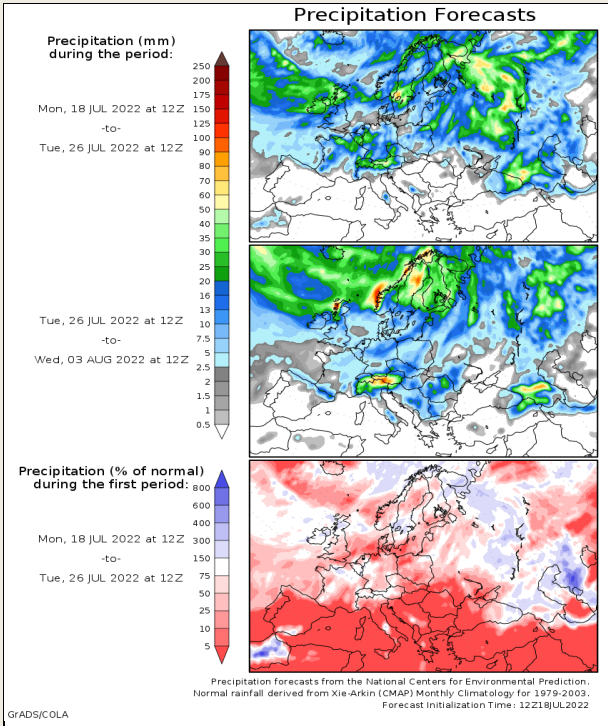 Precipitation Forecasts
Precipitation (mm)
during the period:
Mon, 18 JUL 2022 at 12Z
-to-
Tue, 26 JUL 2022 at 12Z
250
200
175
150
125
100
90
80
70
60
50
40
35
30
25
20
16
13
10
7.5
5
2.5
2
1.5
1
0.5
Tue, 26 JUL 2022 at 12Z
-to-
Wed, 03 AUG 2022 at 12Z
Precipitation (% of normal)
during the first period:
Mon, 18 JUL 2022 at 12Z
-to-
Tue, 26 JUL 2022 at 12Z
800
600
400
300
150
75
50
25
10
5
Precipitation forecasts from the National Centers for Environmental Prediction.
Normal rainfall derived from Xie-Arkin (CMAP) Monthly Climatology for 1979-2003.
Forecast Initialization Time: 12Z18JUL2022
GrADS/COLA